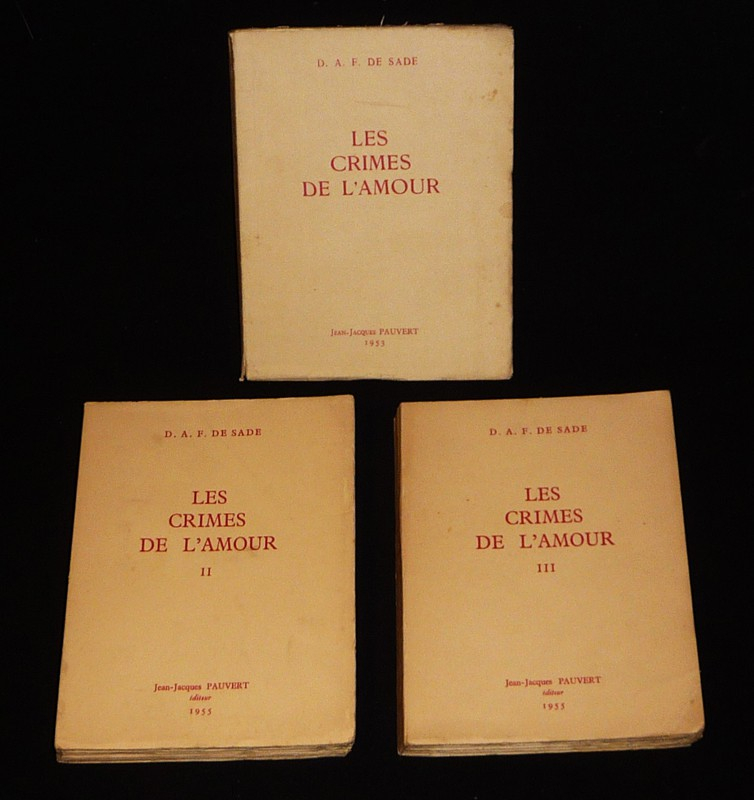 D. A. F. DE SADE
LES
CRIMES
DE L'AMOUR
Jean-Jacques PAUVERT
1955
D. A. F. DE SADE
LES
CRIMES
DE L'AMOUR
II
Jean-Jacques PAUVERT
éditeur
1955
D. A. F. DE SADE
LES
CRIMES
DE L'AMOUR
III
Jean-Jacques PAUVERT
éditeur
1955